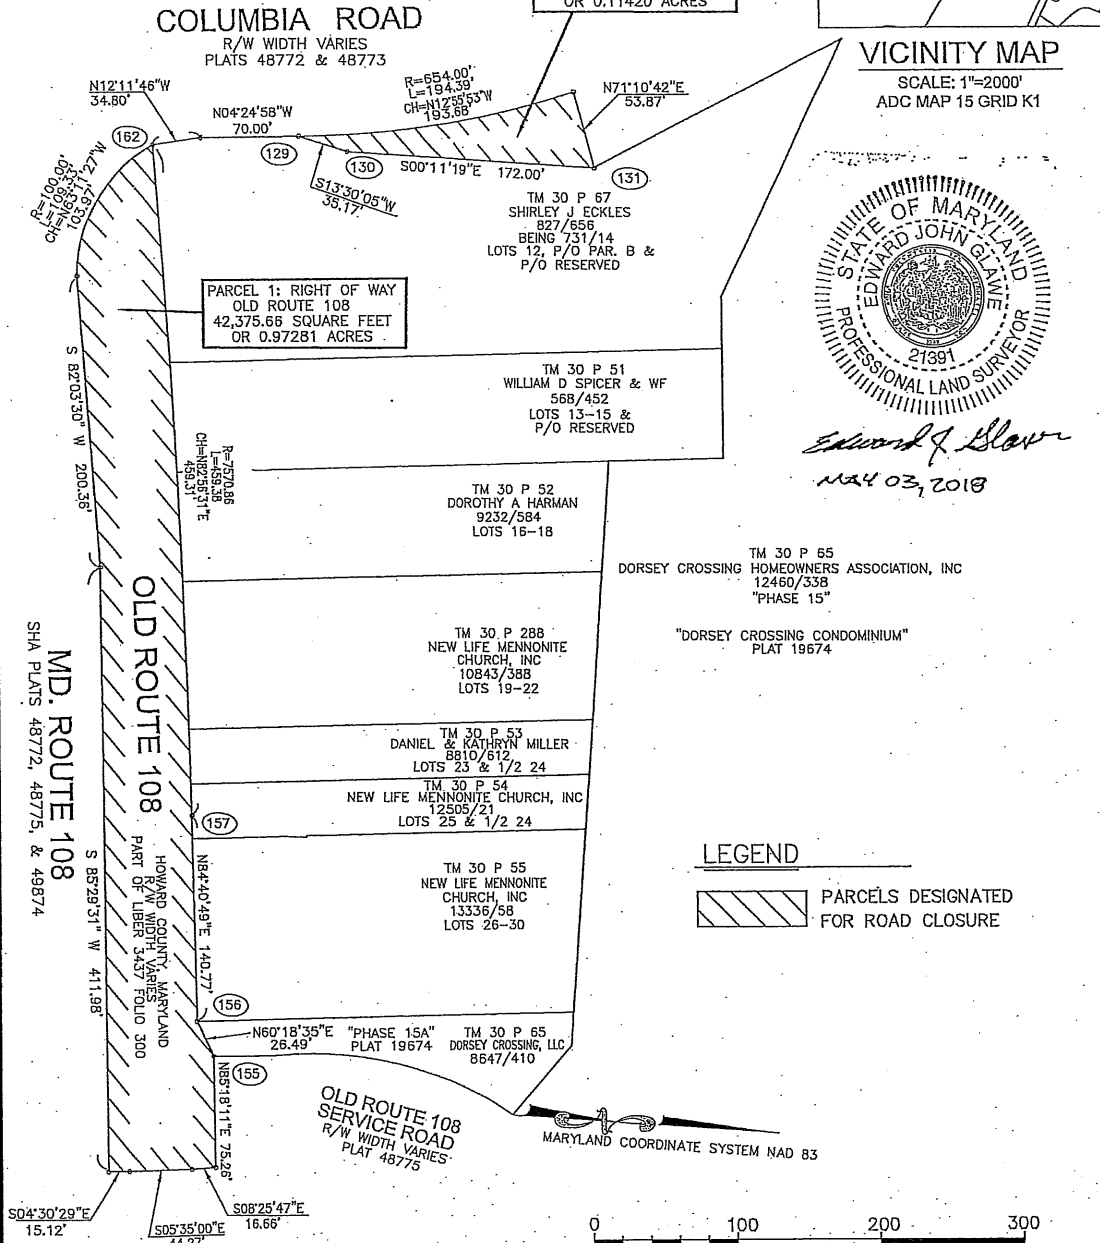 COLUMBIA ROAD
R/W WIDTH VARIES
PLATS 48772 & 48773
OR 0.11420 ACRES
VICINITY MAP
SCALE: 1"=2000'
ADC MAP 15 GRID K1
N12°11'46"W
34.80'
N04°24'58"W
70.00'
R=654.00'
L=194.39'
CH=N12°55'53"W
193.68'
N71°10'42"E
53.87'
162
129
130
131
S13°30'05"W
35.17'
S00°11'19"E 172.00'
R=100.00'
L=109.33'
CH=N63°11'27"W
103.97'
TM 30 P 67
SHIRLEY J ECKLES
827/656
BEING 731/14
LOTS 12, P/O PAR. B &
P/O RESERVED
STATE OF MARYLAND
EDWARD JOHN GLAWE
21391
PROFESSIONAL LAND SURVEYOR
MAY 03, 2018
PARCEL 1: RIGHT OF WAY
OLD ROUTE 108
42,375.66 SQUARE FEET
OR 0.97281 ACRES
S 82°03'30" W 200.36'
R=7570.86
L=459.38
CH=N82°56'31"E
459.31'
TM 30 P 51
WILLIAM D SPICER & WF
568/452
LOTS 13-15 &
P/O RESERVED
TM 30 P 52
DOROTHY A HARMAN
9232/584
LOTS 16-18
TM 30 P 65
DORSEY CROSSING HOMEOWNERS ASSOCIATION, INC
12460/338
"PHASE 15"
"DORSEY CROSSING CONDOMINIUM"
PLAT 19674
TM 30 P 288
NEW LIFE MENNONITE
CHURCH, INC
10843/388
LOTS 19-22
TM 30 P 53
DANIEL & KATHRYN MILLER
8810/612
LOTS 23 & 1/2 24
TM 30 P 54
NEW LIFE MENNONITE CHURCH, INC
12505/21
LOTS 25 & 1/2 24
157
TM 30 P 55
NEW LIFE MENNONITE
CHURCH, INC
13336/58
LOTS 26-30
OLD ROUTE 108
HOWARD COUNTY, MARYLAND
R/W WIDTH VARIES
PART OF LIBER 3437 FOLIO 300
MD. ROUTE 108
SHA PLATS 48772, 48775, & 49874
S 85°29'31" W 411.98'
N84°40'49"E 140.77'
156
N60°18'35"E
26.49'
"PHASE 15A"
PLAT 19674
TM 30 P 65
DORSEY CROSSING, LLC
8647/410
155
N85°18'11"E 75.26'
OLD ROUTE 108
SERVICE ROAD
R/W WIDTH VARIES
PLAT 48775
MARYLAND COORDINATE SYSTEM NAD 83
LEGEND
PARCELS DESIGNATED
FOR ROAD CLOSURE
S04°30'29"E
15.12'
S05°35'00"E
44.27'
S08°25'47"E
16.66'
0 100 200 300